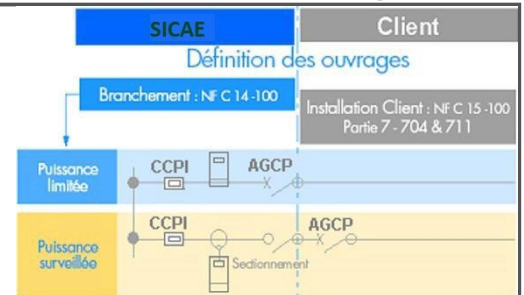 SICAE
Client
Définition des ouvrages
Branchement : NF C 14-100
Installation Client : NF C 15-100
Partie 7 - 704 & 711
Puissance
limitée
CCPI
AGCP
Puissance
surveillée
CCPI
Sectionnement
AGCP